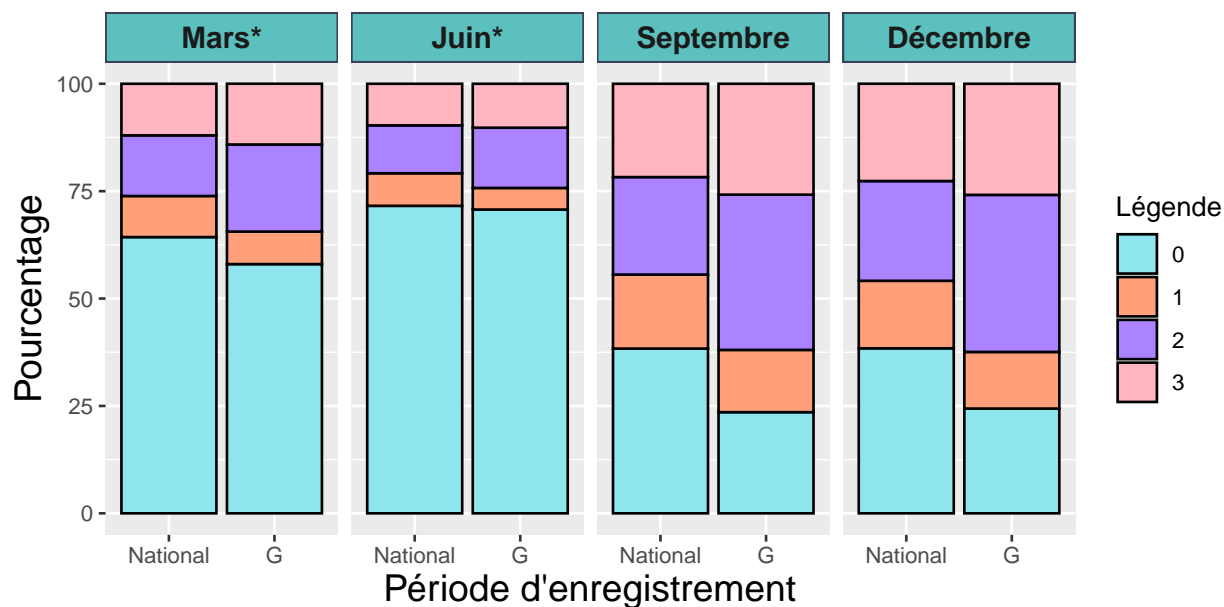 Mars* Juin* Septembre Décembre
100
75
50
25
0
Pourcentage
National G National G National G National G
Période d'enregistrement
Légende
0
1
2
3